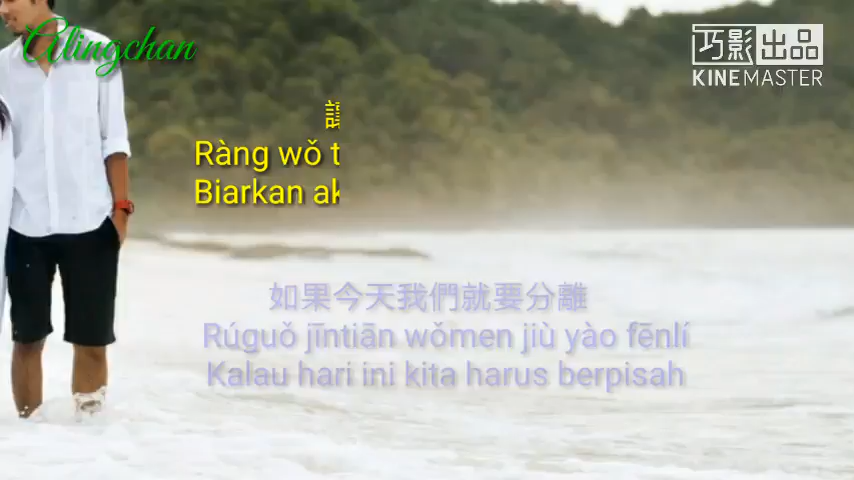 Alingchan
巧影出品
KINEMASTER
Ràng wǒ
Biarkan
如果今天我們就要分離
Rúguǒ jīntiān wǒmen jiù yào fēnlí
Kalau hari ini kita harus berpisah